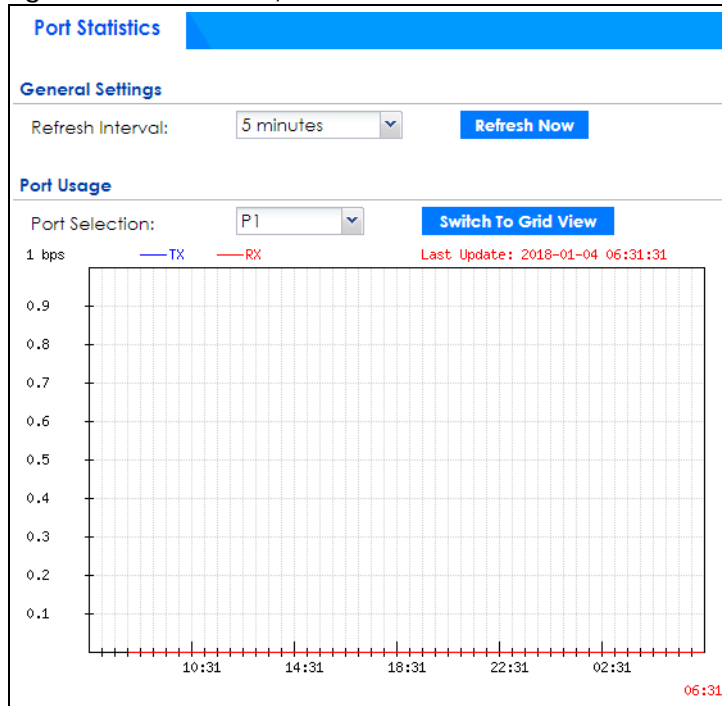 Port Statistics
General Settings
Refresh Interval: 5 minutes Refresh Now
Port Usage
Port Selection: P1 Switch To Grid View
1 bps TX RX Last Update: 2018-01-04 06:31:31
0.9
0.8
0.7
0.6
0.5
0.4
0.3
0.2
0.1
10:31 14:31 18:31 22:31 02:31
06:31